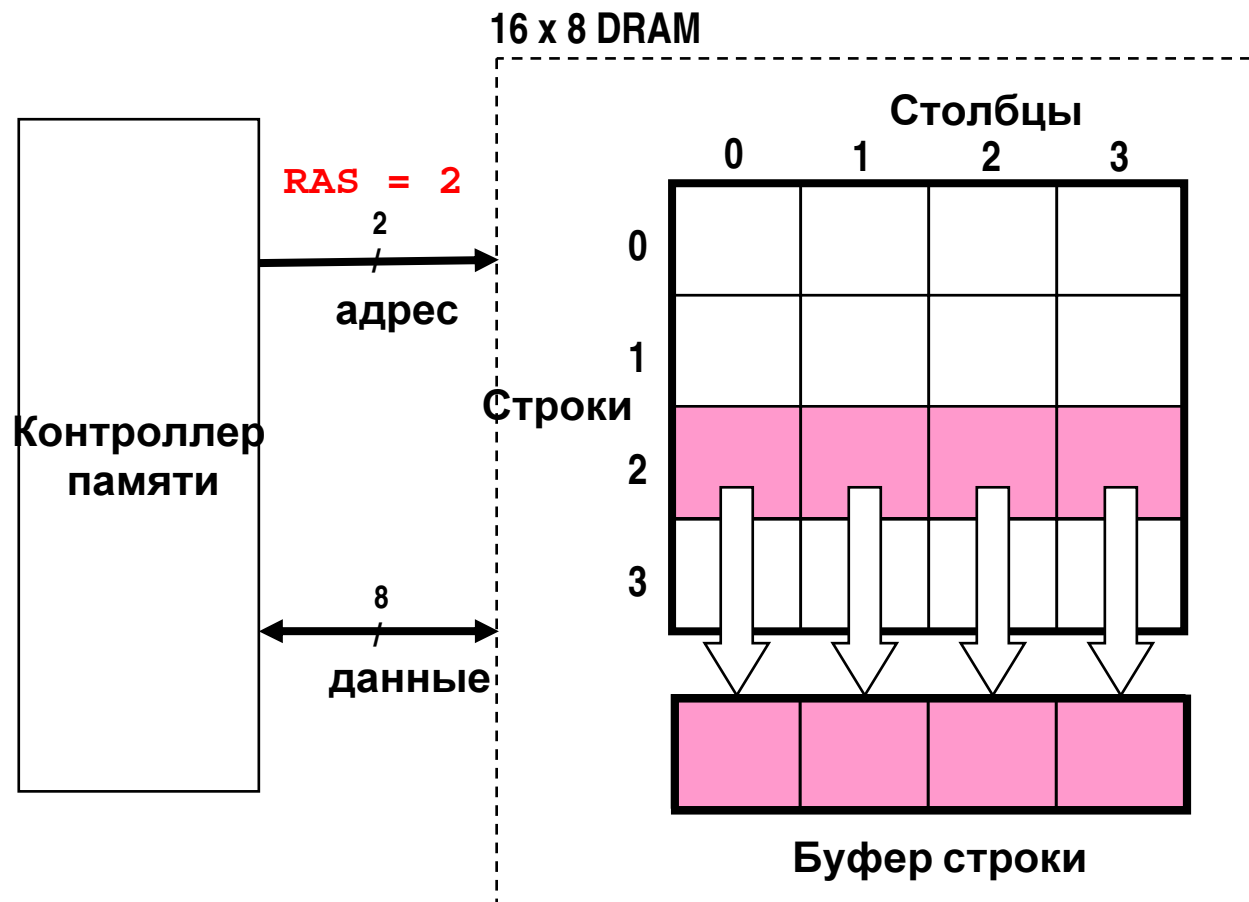 16 x 8 DRAM
Столбцы
0 1 2 3
RAS = 2
2
адрес
0
1
Строки
Контроллер
памяти
2
3
8
данные
Буфер строки